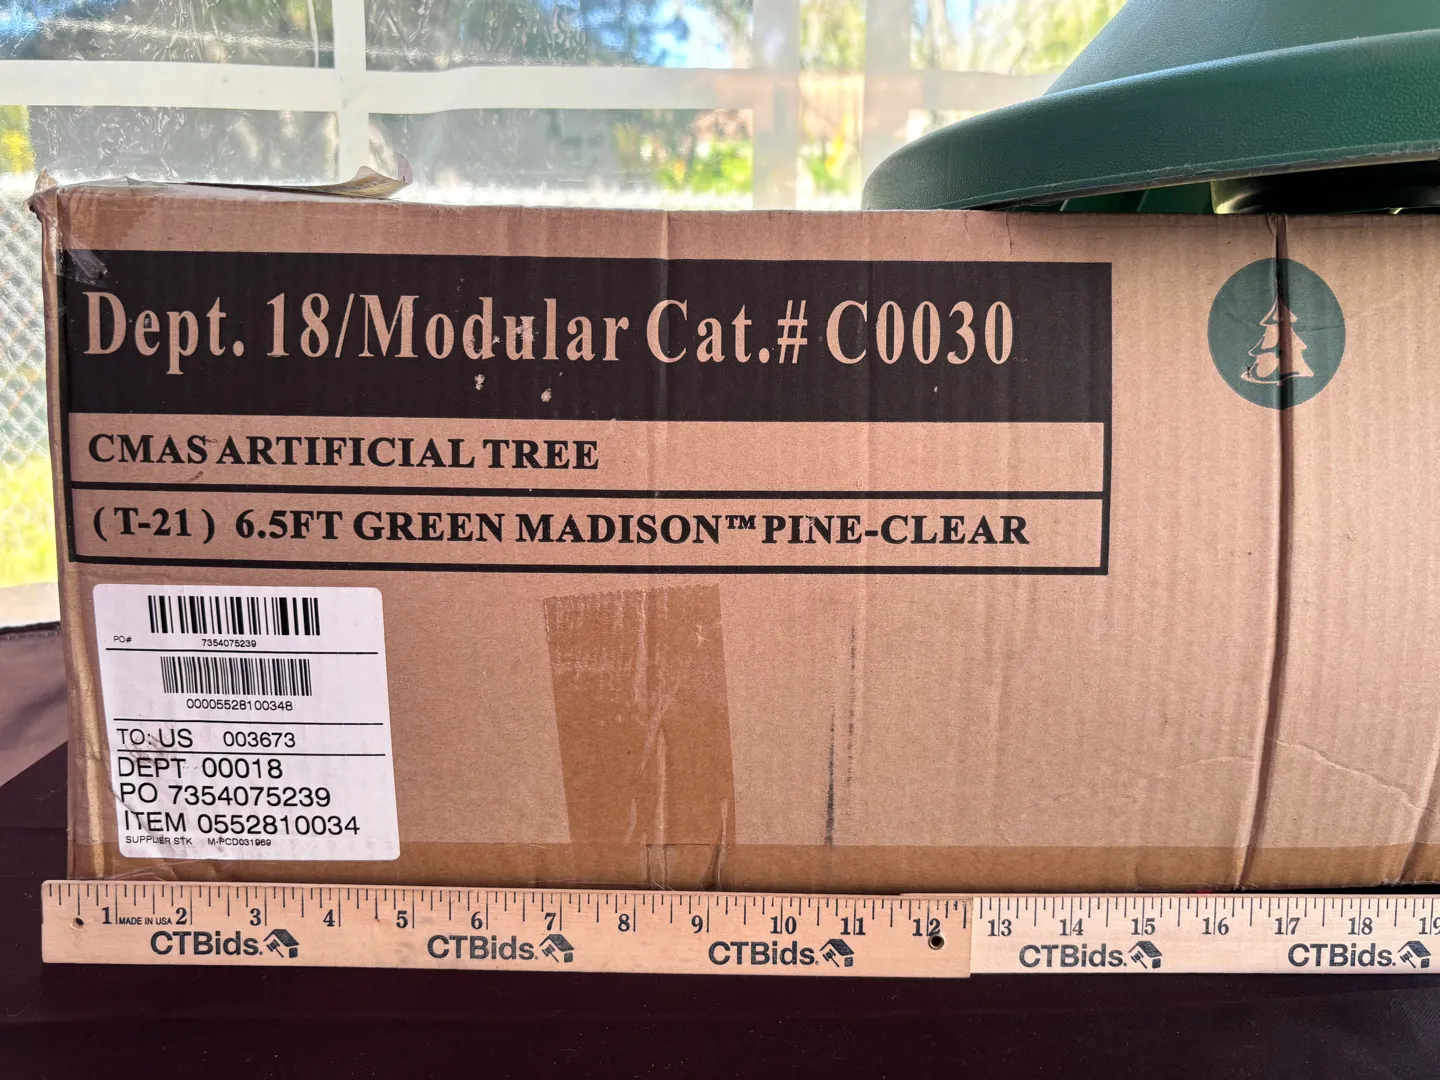 Dept. 18/Modular Cat.# C0030
CMAS ARTIFICIAL TREE
(T-21) 6.5FT GREEN MADISON™ PINE-CLEAR
PO# 7354075239
00005528100348
TO: US 003673
DEPT 00018
PO 7354075239
ITEM 0552810034
SUPPLIER STK M-PCD031969
1 MADE IN USA 2 3 4 5 6 7 8 9 10 11 12 13 14 15 16 17 18 19
CTBids. CTBids. CTBids. CTBids. CTBids.